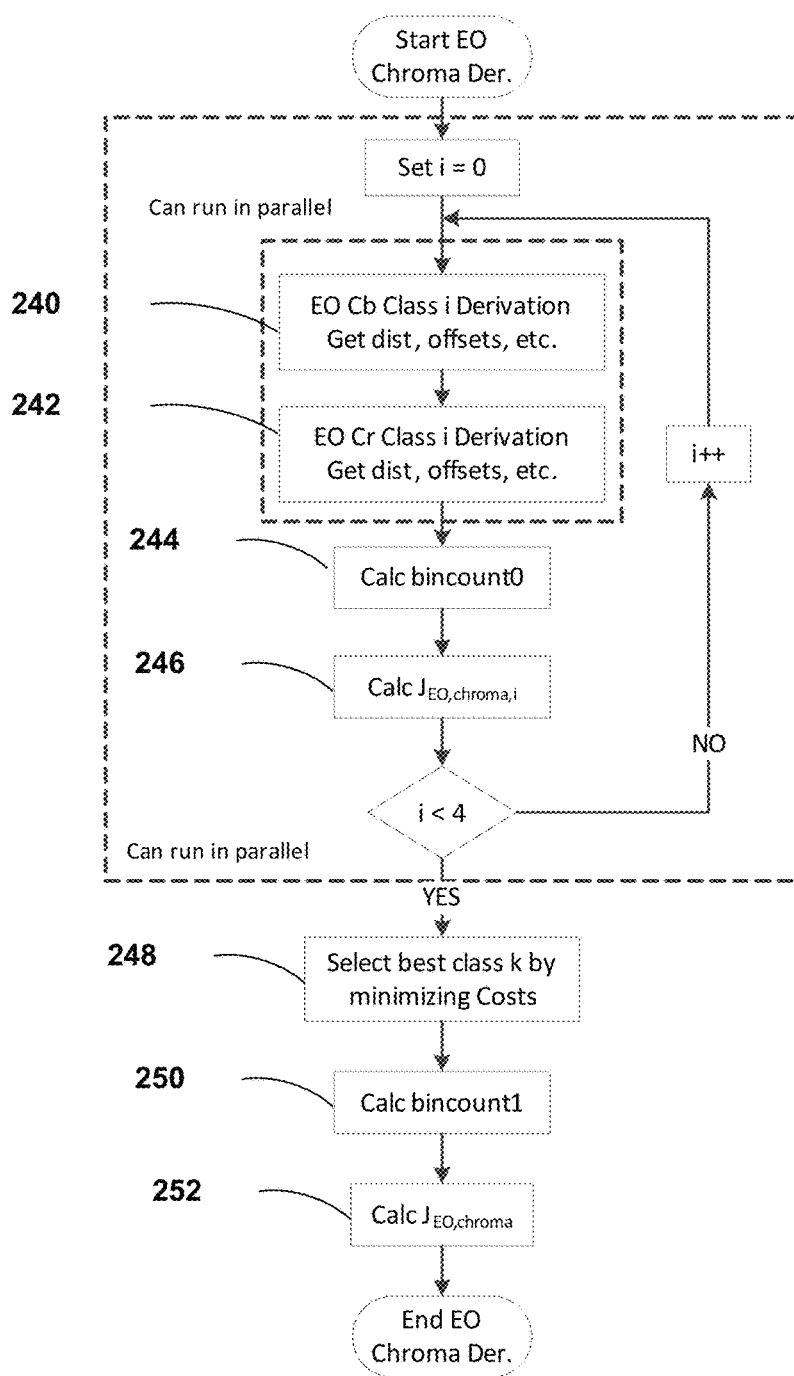 Start EO
Chroma Der.
Set i = 0
Can run in parallel
240
EO Cb Class i Derivation
Get dist, offsets, etc.
242
EO Cr Class i Derivation
Get dist, offsets, etc.
i++
244
Calc bincount0
246
Calc J_EO,chroma,i
NO
i < 4
Can run in parallel
YES
248
Select best class k by
minimizing Costs
250
Calc bincount1
252
Calc J_EO,chroma
End EO
Chroma Der.